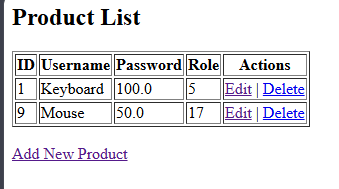 Product List
ID Username Password Role Actions
1 Keyboard 100.0 5 Edit | Delete
9 Mouse 50.0 17 Edit | Delete
Add New Product